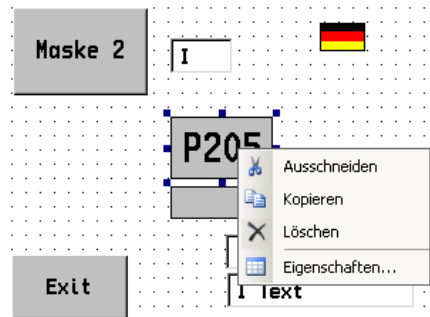 Maske 2
I
P205
Ausschneiden
Kopieren
Löschen
Eigenschaften...
Exit
I Text